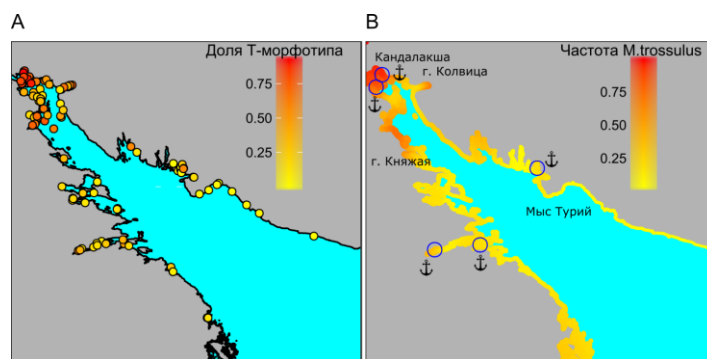 A
Доля Т-морфотипа
0.75
0.50
0.25
B
Частота M.trossulus
Кандалакша
г. Колвица
0.75
0.50
0.25
г. Княжая
Мыс Турий